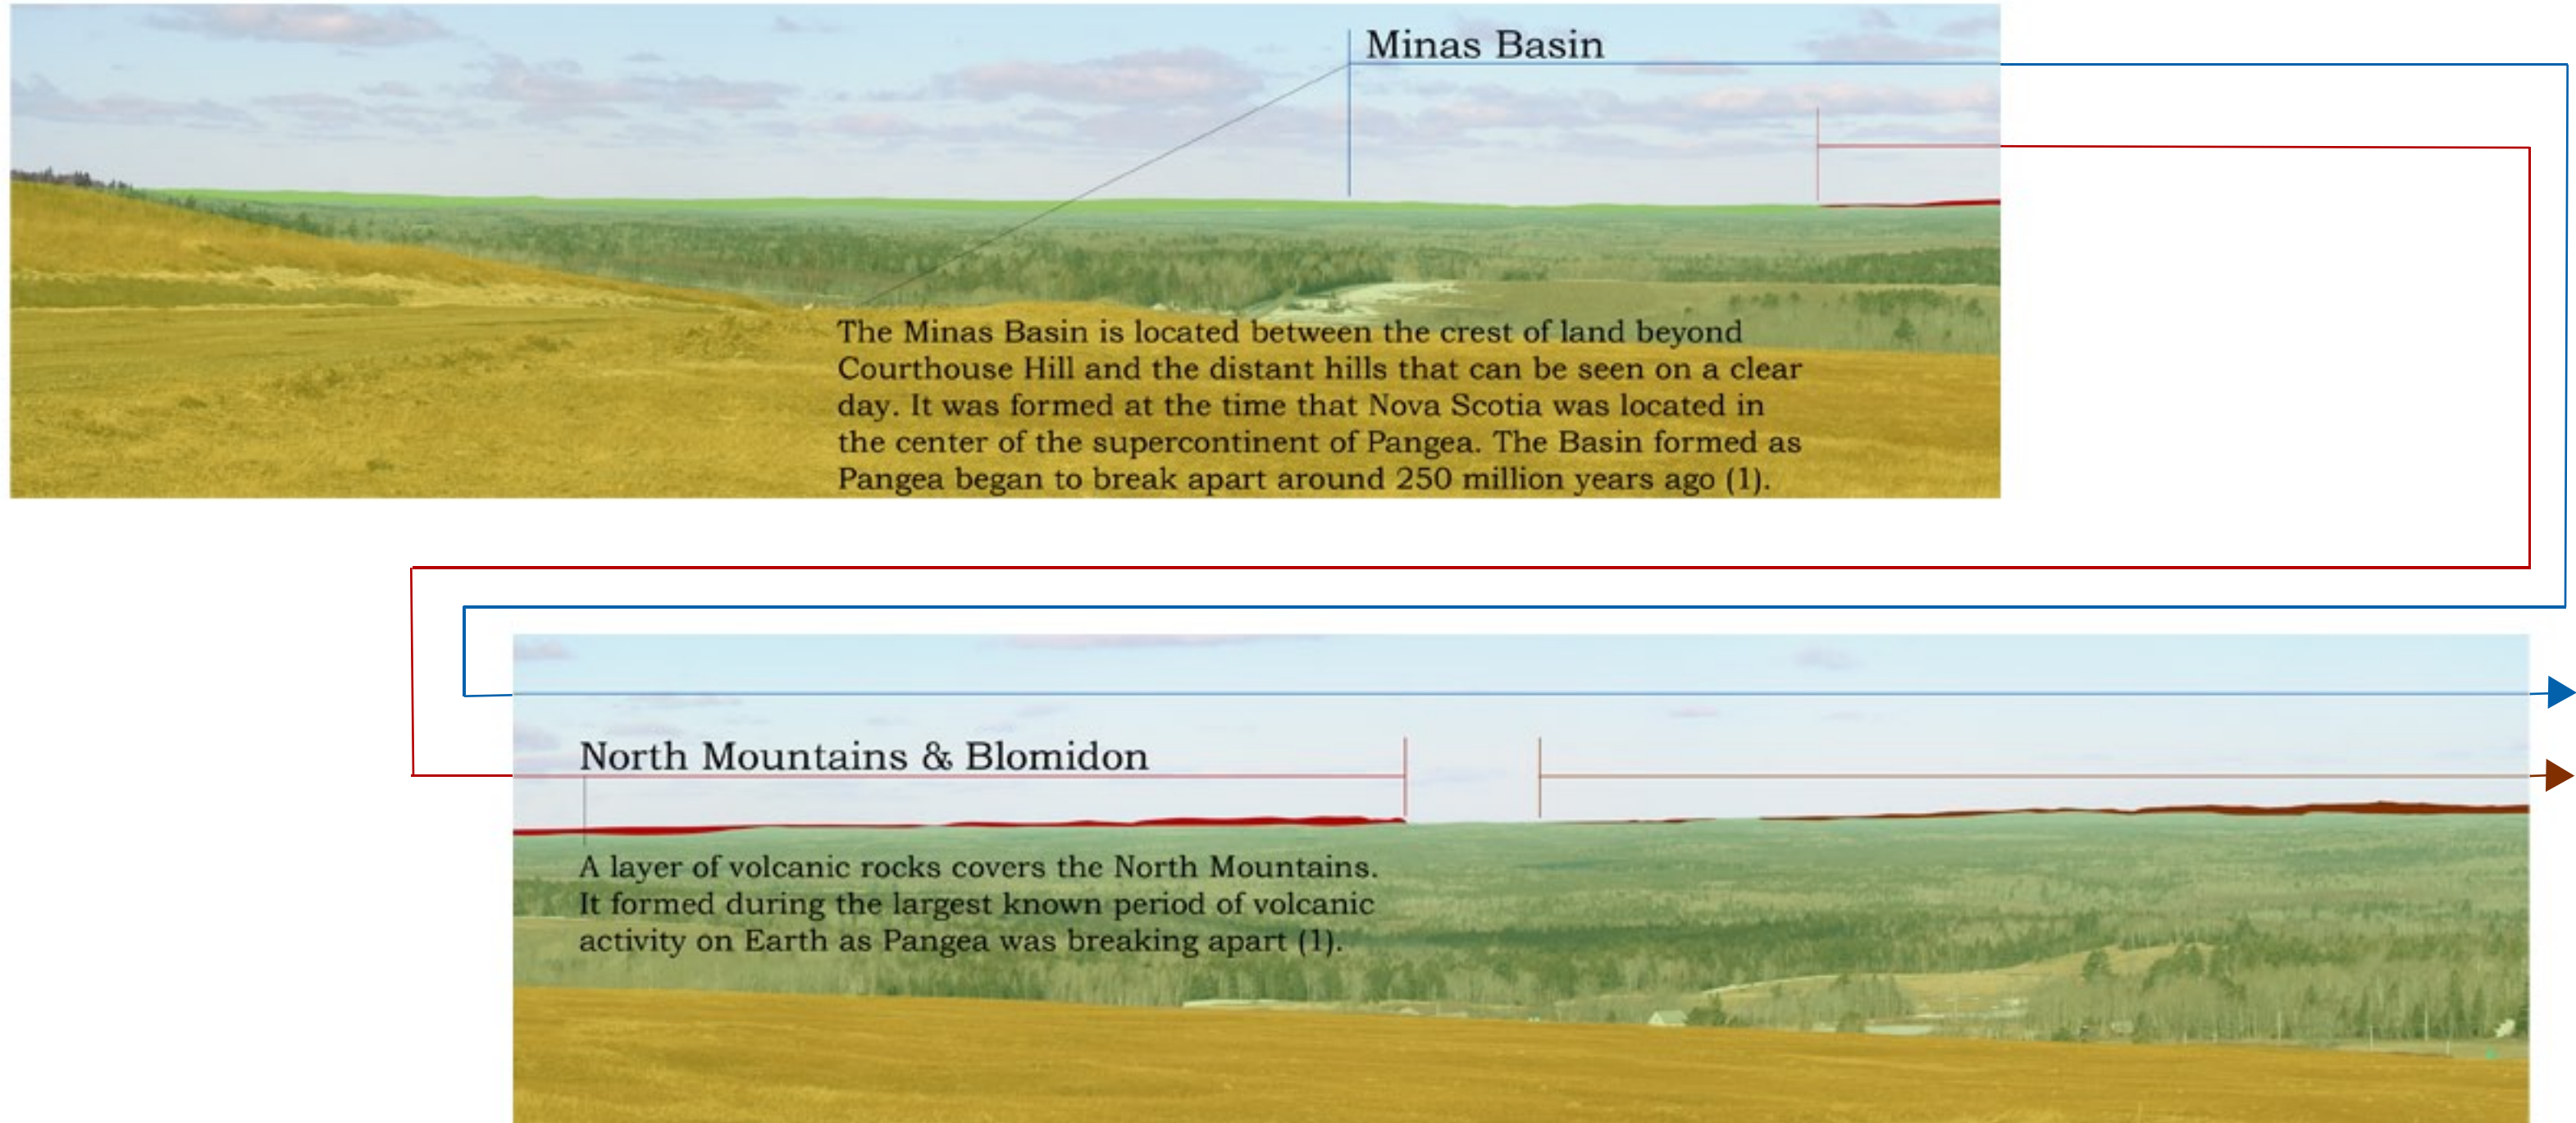 Minas Basin
The Minas Basin is located between the crest of land beyond
Courthouse Hill and the distant hills that can be seen on a clear
day. It was formed at the time that Nova Scotia was located in
the center of the supercontinent of Pangea. The Basin formed as
Pangea began to break apart around 250 million years ago (1).
North Mountains & Blomidon
A layer of volcanic rocks covers the North Mountains.
It formed during the largest known period of volcanic
activity on Earth as Pangea was breaking apart (1).